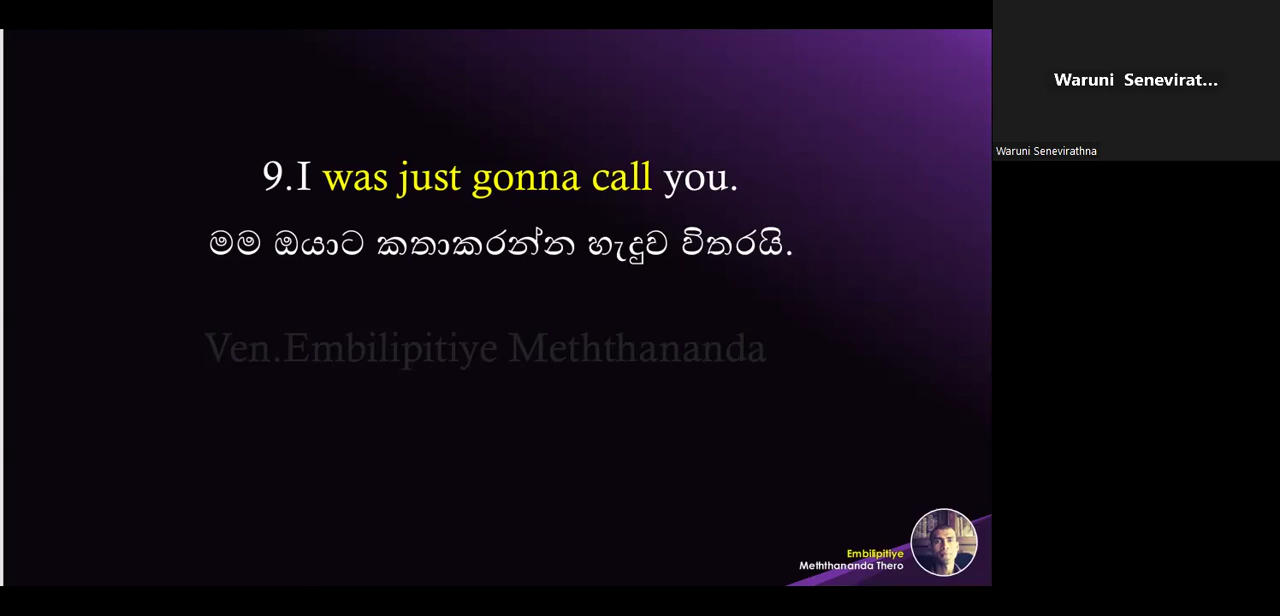 9.I was just gonna call you.
මම ඔයාට කතාකරන්න හැදුව විතරයි.
Ven.Embilipitiye Meththananda
Embilipitiye
Meththananda Thero
Waruni Senevirat...
Waruni Senevirathna